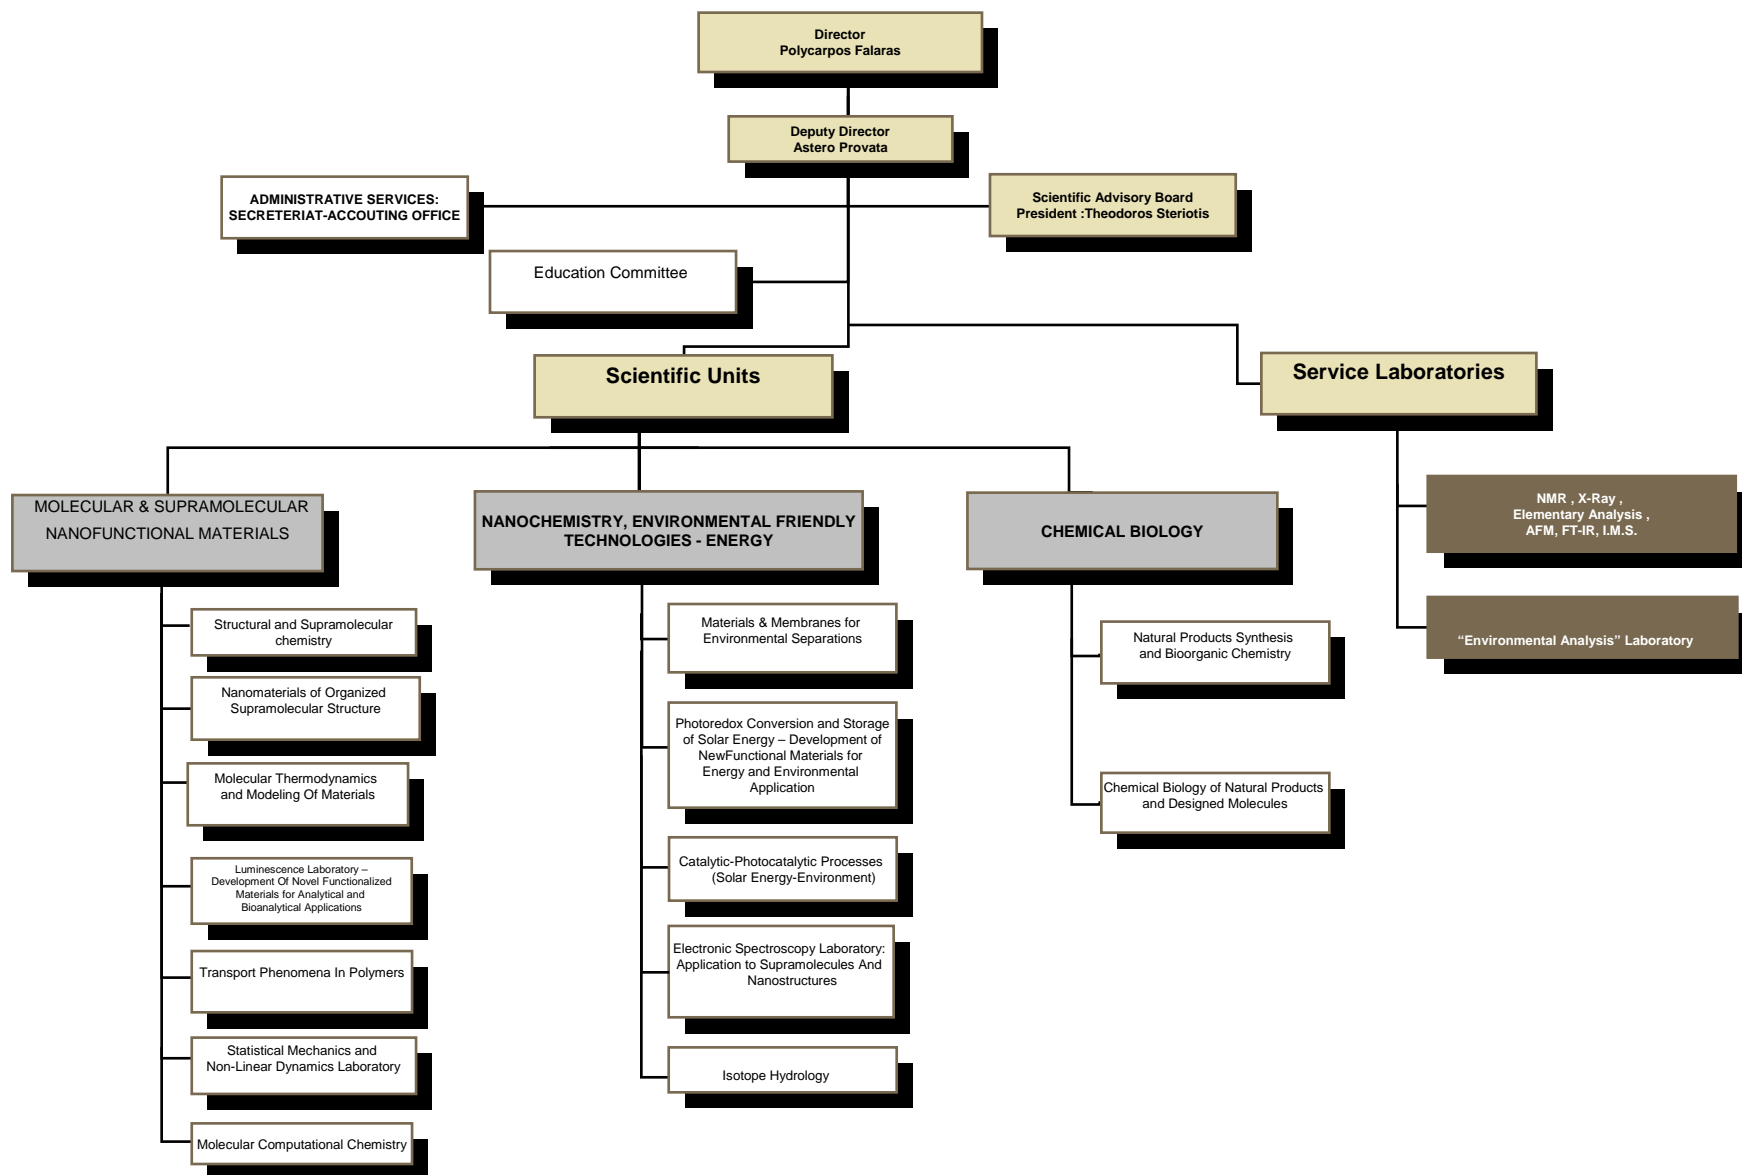 Director
Polycarpos Falaras
Deputy Director
Astero Provata
ADMINISTRATIVE SERVICES:
SECRETERIAT-ACCOUTING OFFICE
Scientific Advisory Board
President :Theodoros Steriotis
Education Committee
Scientific Units
Service Laboratories
MOLECULAR & SUPRAMOLECULAR
NANOFUNCTIONAL MATERIALS
Structural and Supramolecular
chemistry
Nanomaterials of Organized
Supramolecular Structure
Molecular Thermodynamics
and Modeling Of Materials
Luminescence Laboratory –
Development Of Novel Functionalized
Materials for Analytical and
Bioanalytical Applications
Transport Phenomena In Polymers
Statistical Mechanics and
Non-Linear Dynamics Laboratory
Molecular Computational Chemistry
NANOCHEMISTRY, ENVIRONMENTAL FRIENDLY
TECHNOLOGIES - ENERGY
Materials & Membranes for
Environmental Separations
Photoredox Conversion and Storage
of Solar Energy – Development of
NewFunctional Materials for
Energy and Environmental
Application
Catalytic-Photocatalytic Processes
(Solar Energy-Environment)
Electronic Spectroscopy Laboratory:
Application to Supramolecules And
Nanostructures
Isotope Hydrology
CHEMICAL BIOLOGY
Natural Products Synthesis
and Bioorganic Chemistry
Chemical Biology of Natural Products
and Designed Molecules
NMR , X-Ray ,
Elementary Analysis ,
AFM, FT-IR, I.M.S.
“Environmental Analysis” Laboratory